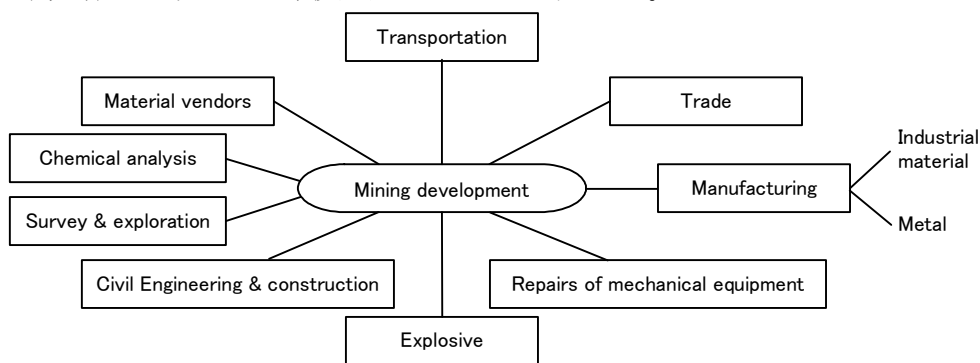 Transportation
Material vendors
Trade
Chemical analysis
Industrial
material
Mining development
Manufacturing
Survey & exploration
Metal
Civil Engineering & construction
Repairs of mechanical equipment
Explosive